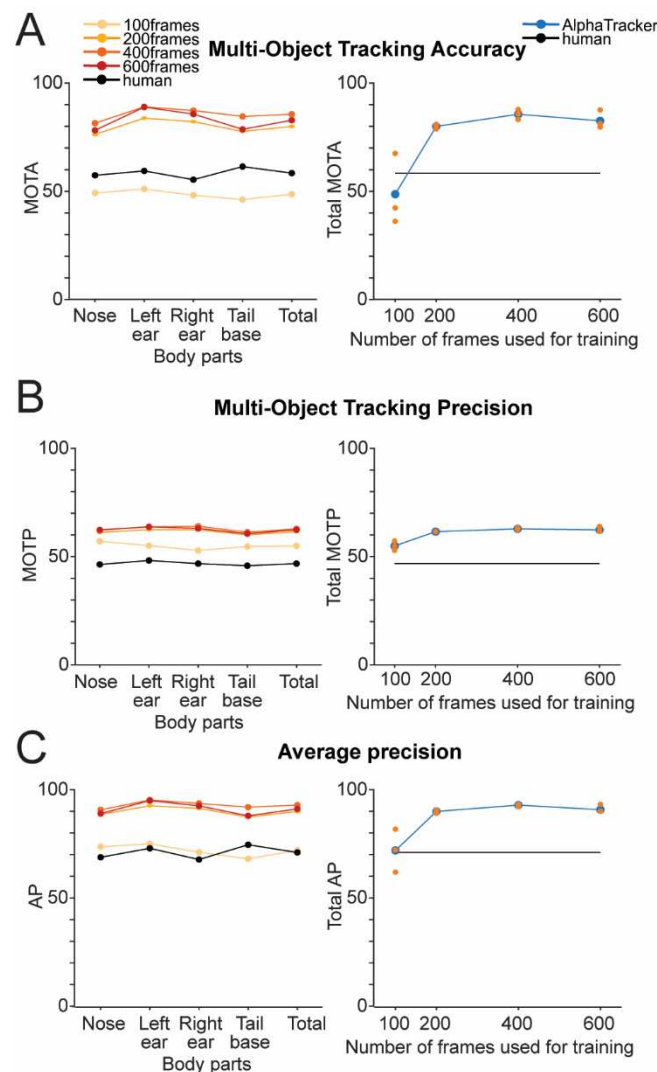 A
100frames
200frames
400frames
600frames
human
AlphaTracker
human
Multi-Object Tracking Accuracy
100
50
0
MOTA
Nose Left ear Right ear Tail base Total
Body parts
100
50
0
Total MOTA
100 200 400 600
Number of frames used for training
B
Multi-Object Tracking Precision
100
50
0
MOTP
Nose Left ear Right ear Tail base Total
Body parts
100
50
0
Total MOTP
100 200 400 600
Number of frames used for training
C
Average precision
100
50
0
AP
Nose Left ear Right ear Tail base Total
Body parts
100
50
0
Total AP
100 200 400 600
Number of frames used for training